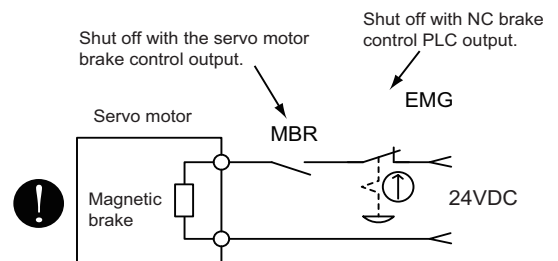 Shut off with the servo motor
brake control output.
Shut off with NC brake
control PLC output.
Servo motor
MBR
EMG
Magnetic
brake
24VDC